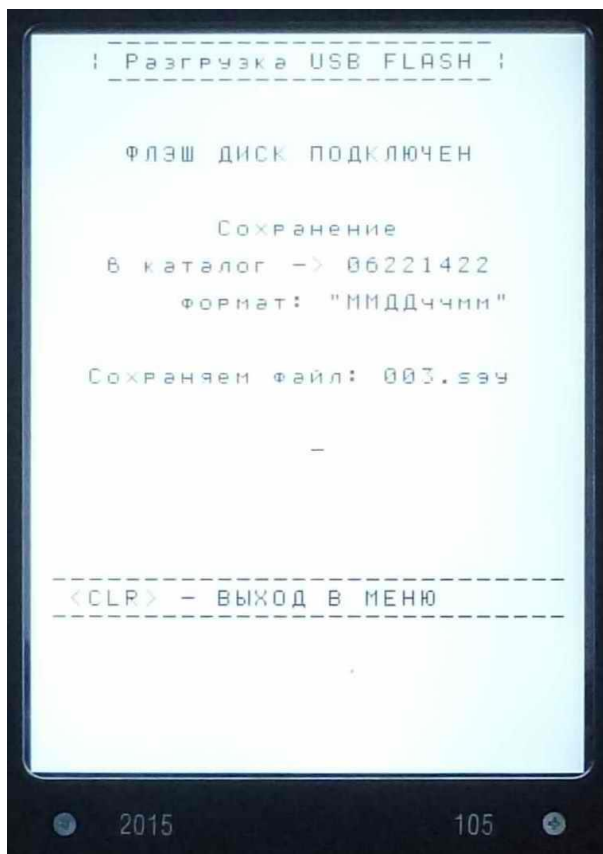 ¦ Разгрузка USB FLASH ¦
ФЛЭШ ДИСК ПОДКЛЮЧЕН
Сохранение
в каталог -> 06221422
формат: "ММДДччмм"
Сохраняем файл: 003.sgy
_
<CLR> - ВЫХОД В МЕНЮ
2015 105